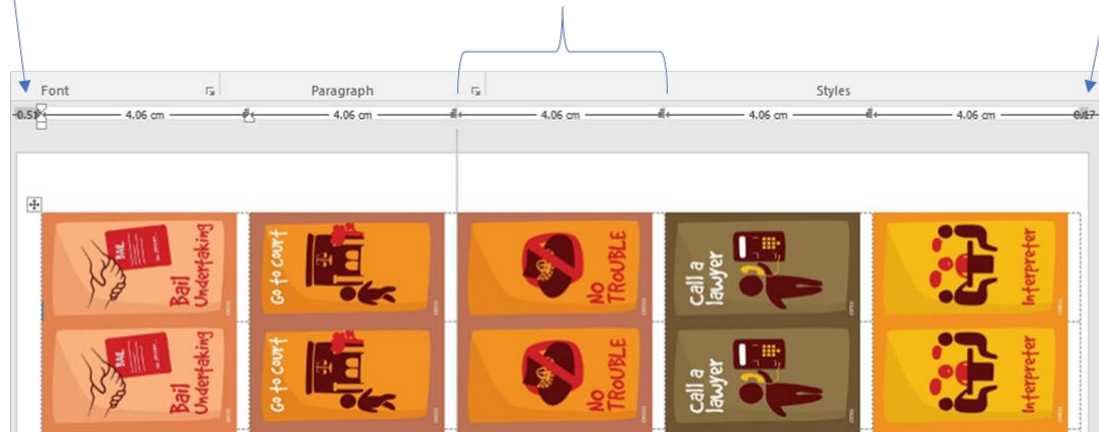 Font Paragraph Styles
0.51 4.06 cm 4.06 cm 4.06 cm 4.06 cm 4.06 cm 0.17
BAIL
Bail
Undertaking
Go to court
NO
TROUBLE
Call a
lawyer
Interpreter
BAIL
Bail
Undertaking
Go to court
NO
TROUBLE
Call a
lawyer
Interpreter